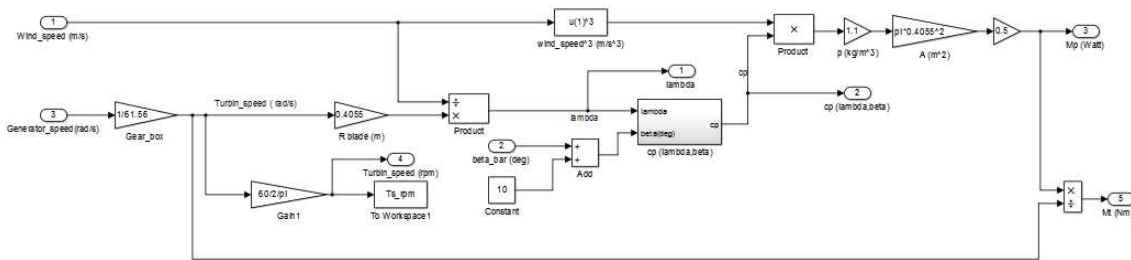 1
Wind_speed (m/s)
u(1)^3
wind_speed^3 (m/s^3)
×
Product
1.1
p (kg/m^3)
pi*0.4055^2
A (m^2)
0.5
3
Mp (Watt)
cp
1
lambda
2
cp (lambda,beta)
3
Generator_speed(rad/s)
1/61.56
Gear_box
Turbin_speed ( rad/s)
0.4055
R blade (m)
÷
×
Product
lambda
lambda
beta(deg)
cp
cp (lambda,beta)
2
beta_bar (deg)
+
+
Add
10
Constant
4
Turbin_speed (rpm)
60/2/pi
Gain1
Ts_rpm
To Workspace1
×
÷
5
Mt (Nm)